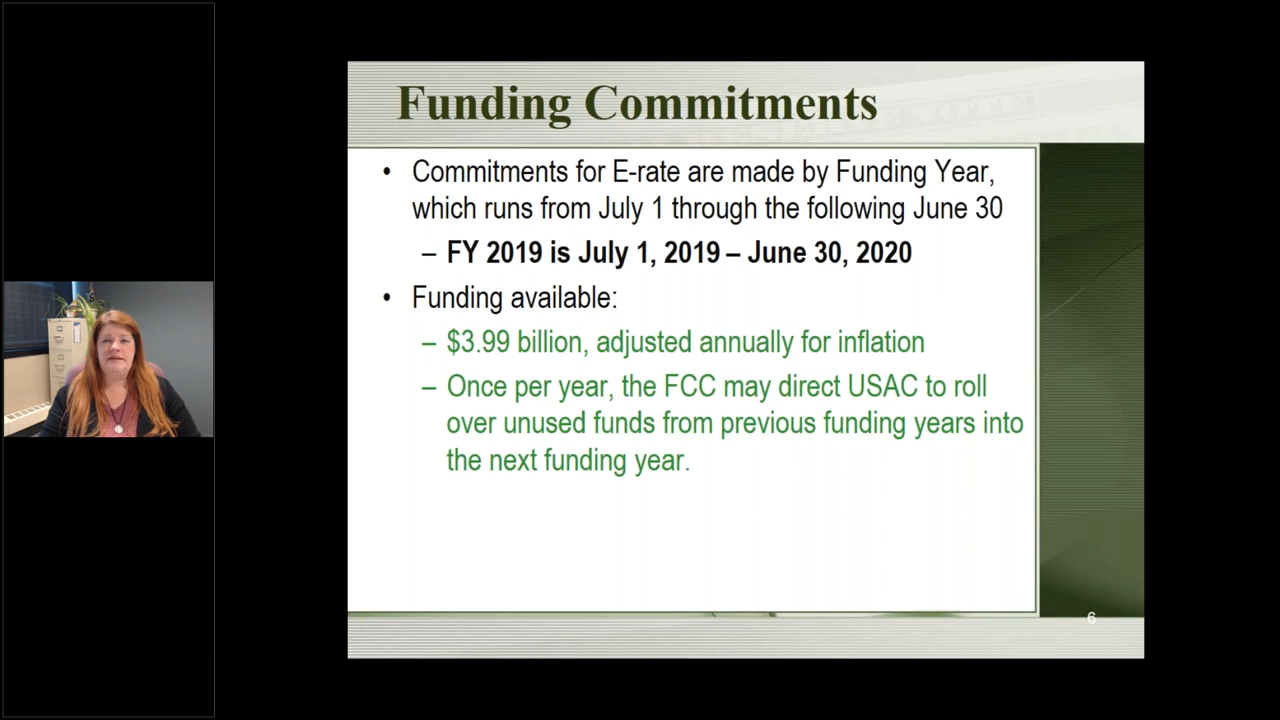 Funding Commitments
• Commitments for E-rate are made by Funding Year,
which runs from July 1 through the following June 30
– FY 2019 is July 1, 2019 – June 30, 2020
• Funding available:
– $3.99 billion, adjusted annually for inflation
– Once per year, the FCC may direct USAC to roll
over unused funds from previous funding years into
the next funding year.
6